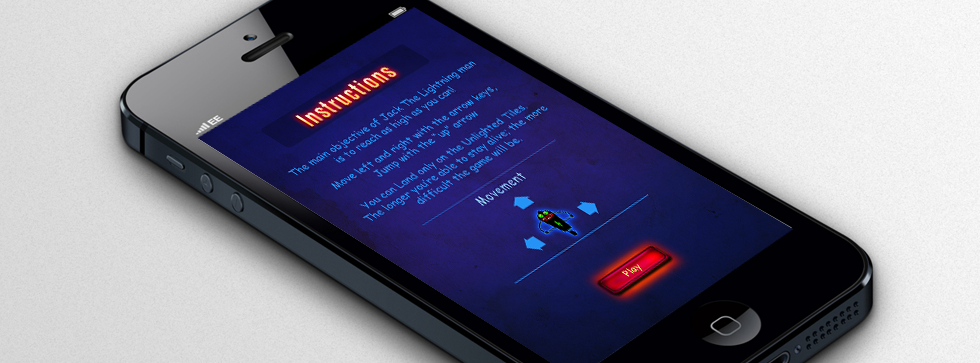 EE
Instructions
The main objective of Jack The Lightning man
is to reach as high as you can!
Move left and right with the arrow keys,
Jump with the "up" arrow
You can Land only on the Unlighted Tiles.
The longer you're able to stay alive; the more
difficult the game will be.
Movement
Play